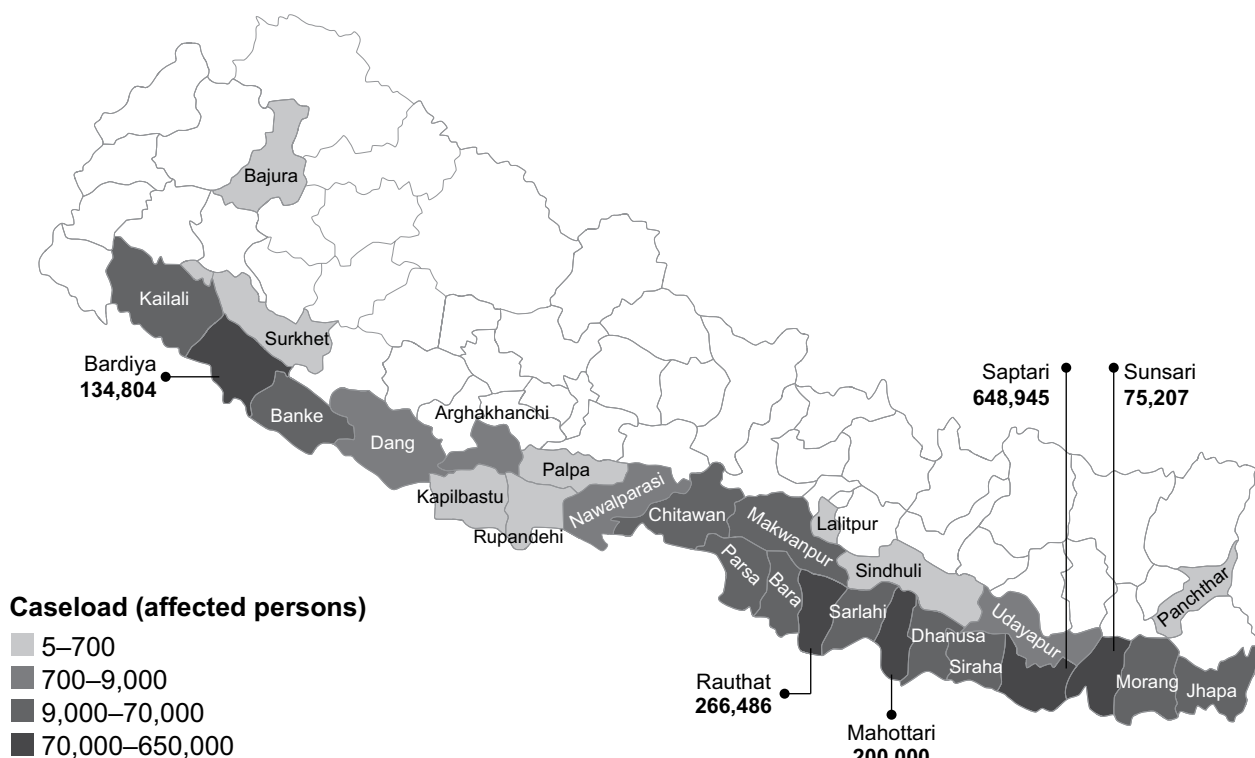 Bajura
Kailali
Surkhet
Bardiya
134,804
Banke
Dang
Arghakhanchi
Palpa
Kapilbastu
Rupandehi
Nawalparasi
Chitawan
Makwanpur
Lalitpur
Parsa
Bara
Sindhuli
Sarlahi
Dhanusa
Siraha
Udayapur
Saptari
648,945
Sunsari
75,207
Panchthar
Morang
Jhapa
Rauthat
266,486
Mahottari
200,000
Caseload (affected persons)
5–700
700–9,000
9,000–70,000
70,000–650,000